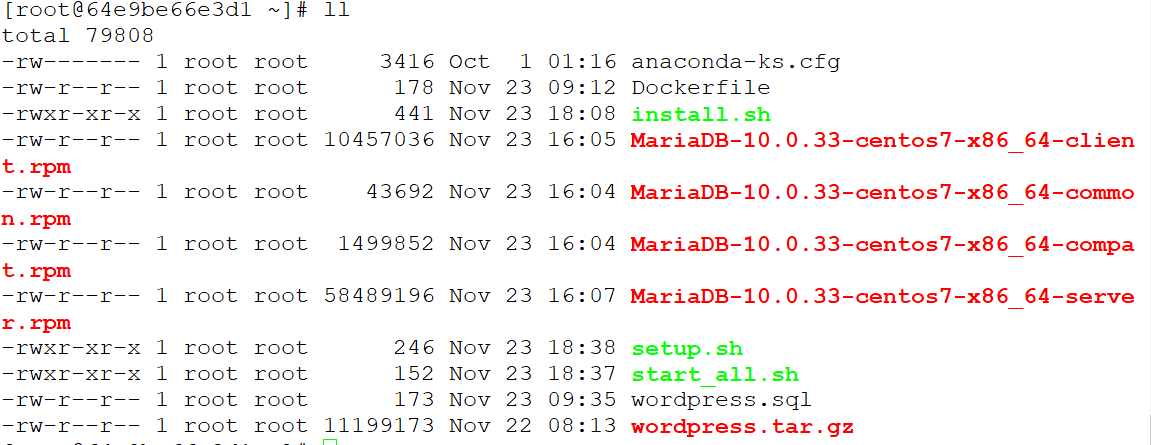 [root@64e9be66e3d1 ~]# ll
total 79808
-rw------- 1 root root     3416 Oct  1 01:16 anaconda-ks.cfg
-rw-r--r-- 1 root root      178 Nov 23 09:12 Dockerfile
-rwxr-xr-x 1 root root      441 Nov 23 18:08 install.sh
-rw-r--r-- 1 root root 10457036 Nov 23 16:05 MariaDB-10.0.33-centos7-x86_64-clien
t.rpm
-rw-r--r-- 1 root root    43692 Nov 23 16:04 MariaDB-10.0.33-centos7-x86_64-commo
n.rpm
-rw-r--r-- 1 root root  1499852 Nov 23 16:04 MariaDB-10.0.33-centos7-x86_64-compa
t.rpm
-rw-r--r-- 1 root root 58489196 Nov 23 16:07 MariaDB-10.0.33-centos7-x86_64-serve
r.rpm
-rwxr-xr-x 1 root root      246 Nov 23 18:38 setup.sh
-rwxr-xr-x 1 root root      152 Nov 23 18:37 start_all.sh
-rw-r--r-- 1 root root      173 Nov 23 09:35 wordpress.sql
-rw-r--r-- 1 root root 11199173 Nov 22 08:13 wordpress.tar.gz